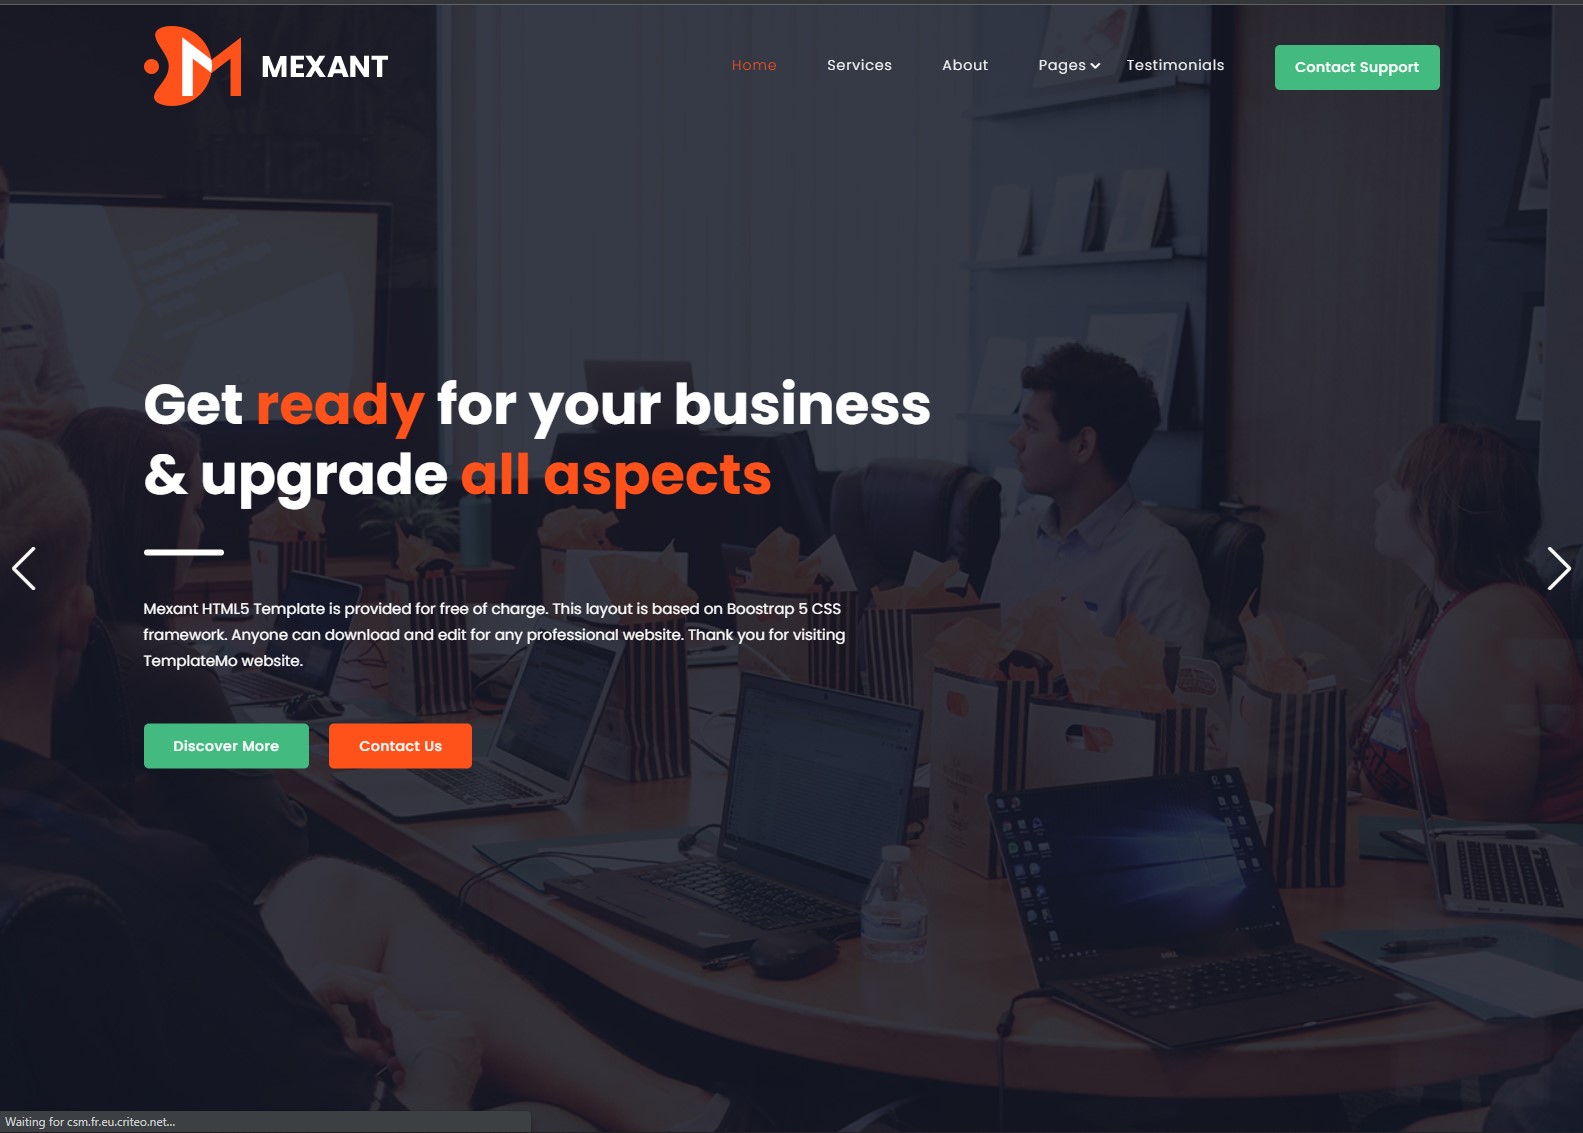 MEXANT
Home
Services
About
Pages
Testimonials
Contact Support
Get ready for your business
& upgrade all aspects
Mexant HTML5 Template is provided for free of charge. This layout is based on Boostrap 5 CSS
framework. Anyone can download and edit for any professional website. Thank you for visiting
TemplateMo website.
Discover More
Contact Us
Waiting for csm.fr.eu.criteo.net...